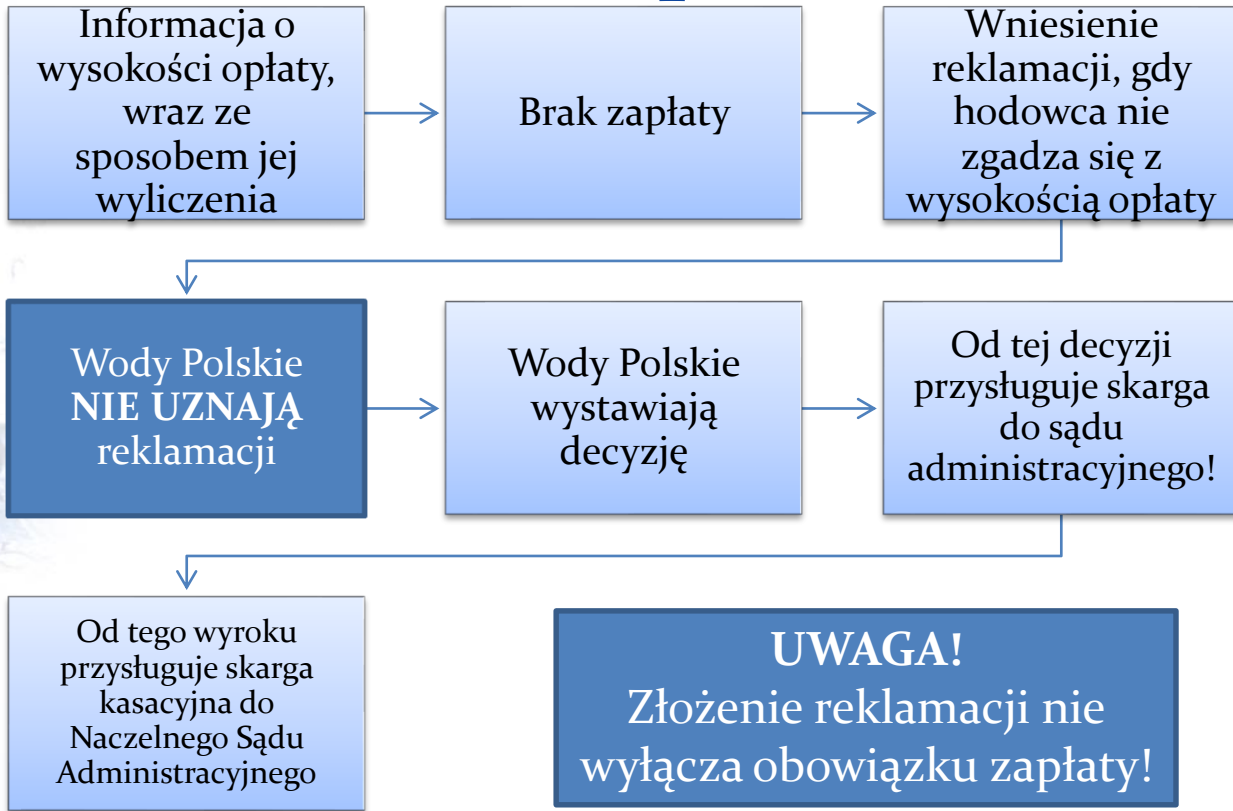 Informacja o
wysokości opłaty,
wraz ze
sposobem jej
wyliczenia
Brak zapłaty
Wniesienie
reklamacji, gdy
hodowca nie
zgadza się z
wysokością opłaty
Wody Polskie
NIE UZNAJĄ
reklamacji
Wody Polskie
wystawiają
decyzję
Od tej decyzji
przysługuje skarga
do sądu
administracyjnego!
Od tego wyroku
przysługuje skarga
kasacyjna do
Naczelnego Sądu
Administracyjnego
UWAGA!
Złożenie reklamacji nie
wyłącza obowiązku zapłaty!